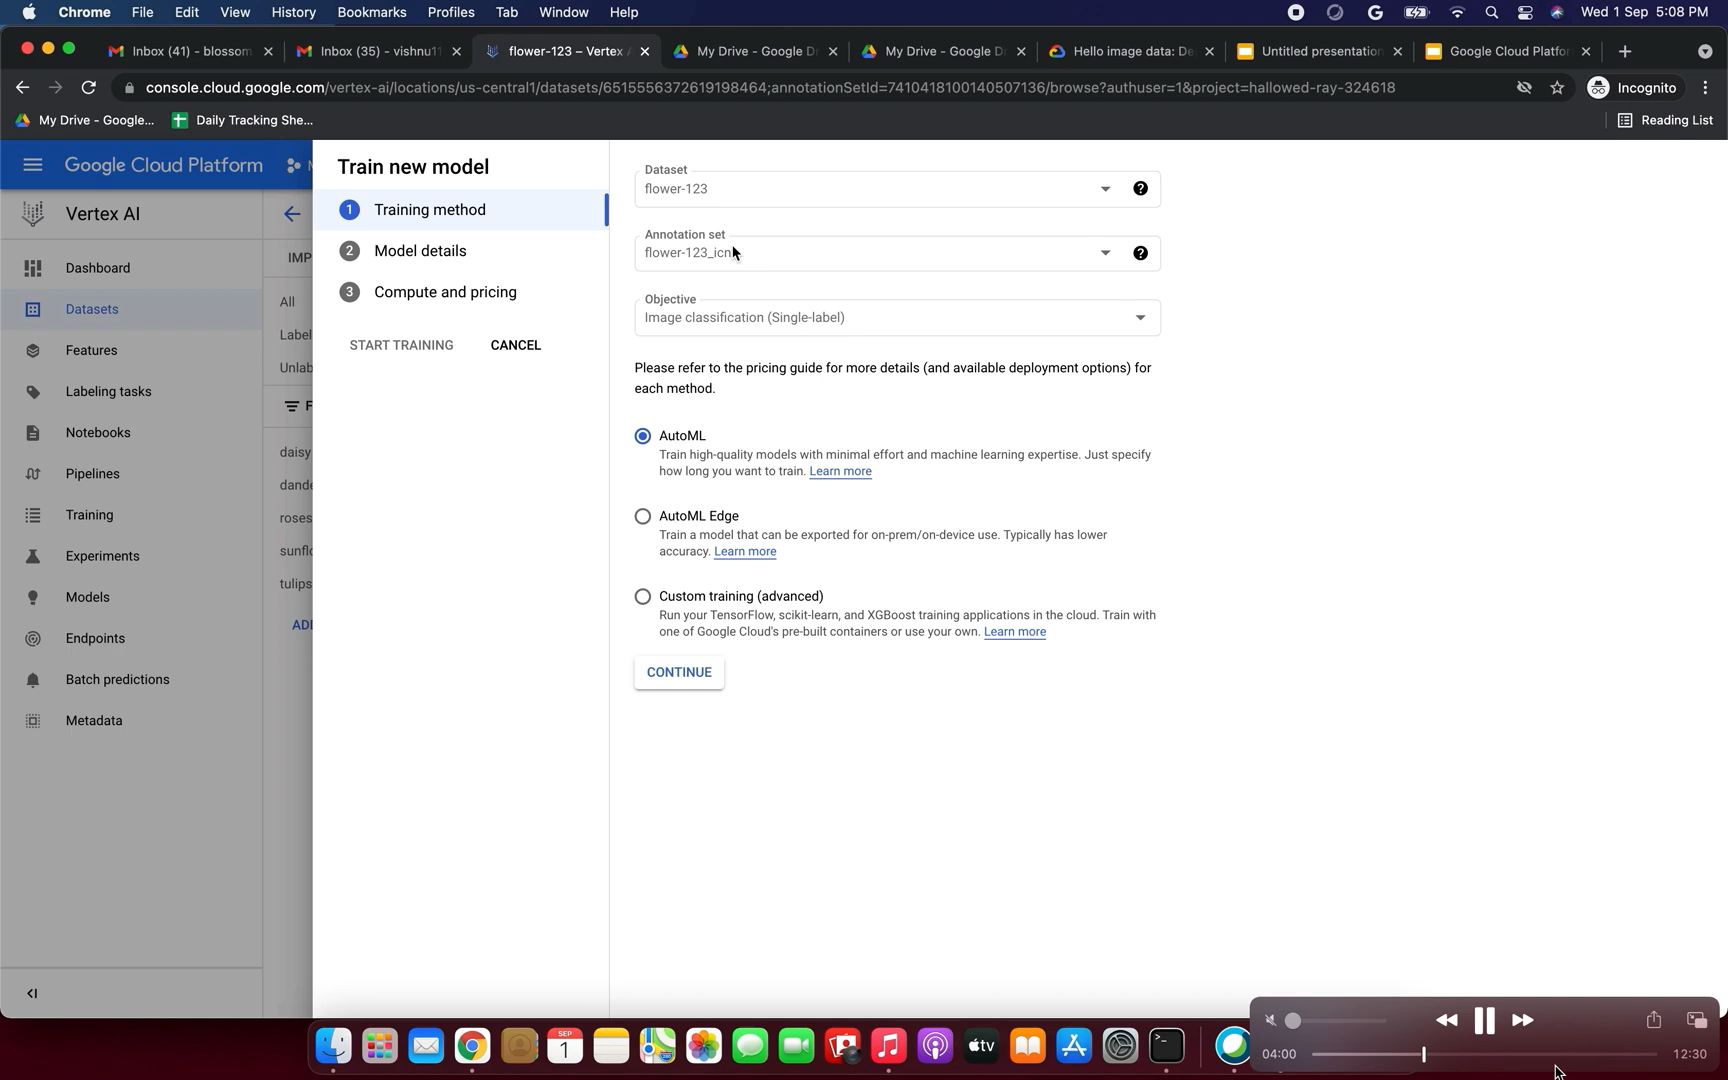 Chrome File Edit View History Bookmarks Profiles Tab Window Help Wed 1 Sep 5:08 PM
Inbox (41) - blossom Inbox (35) - vishnu1 flower-123 – Vertex My Drive - Google D My Drive - Google D Hello image data: De Untitled presentation Google Cloud Platfor
console.cloud.google.com/vertex-ai/locations/us-central1/datasets/6515556372619198464;annotationSetId=7410418100140507136/browse?authuser=1&project=hallowed-ray-324618 Incognito
My Drive - Google... Daily Tracking She... Reading List
Google Cloud Platform
Vertex AI
Dashboard
Datasets
Features
Labeling tasks
Notebooks
Pipelines
Training
Experiments
Models
Endpoints
Batch predictions
Metadata
IMP
All
Label
Unlab
F
daisy
dande
roses
sunflo
tulips
ADD
Train new model
1 Training method
2 Model details
3 Compute and pricing
START TRAINING CANCEL
Dataset
flower-123
Annotation set
flower-123_icn
Objective
Image classification (Single-label)
Please refer to the pricing guide for more details (and available deployment options) for
each method.
AutoML
Train high-quality models with minimal effort and machine learning expertise. Just specify
how long you want to train. Learn more
AutoML Edge
Train a model that can be exported for on-prem/on-device use. Typically has lower
accuracy. Learn more
Custom training (advanced)
Run your TensorFlow, scikit-learn, and XGBoost training applications in the cloud. Train with
one of Google Cloud's pre-built containers or use your own. Learn more
CONTINUE
SEP
1
tv
04:00 12:30